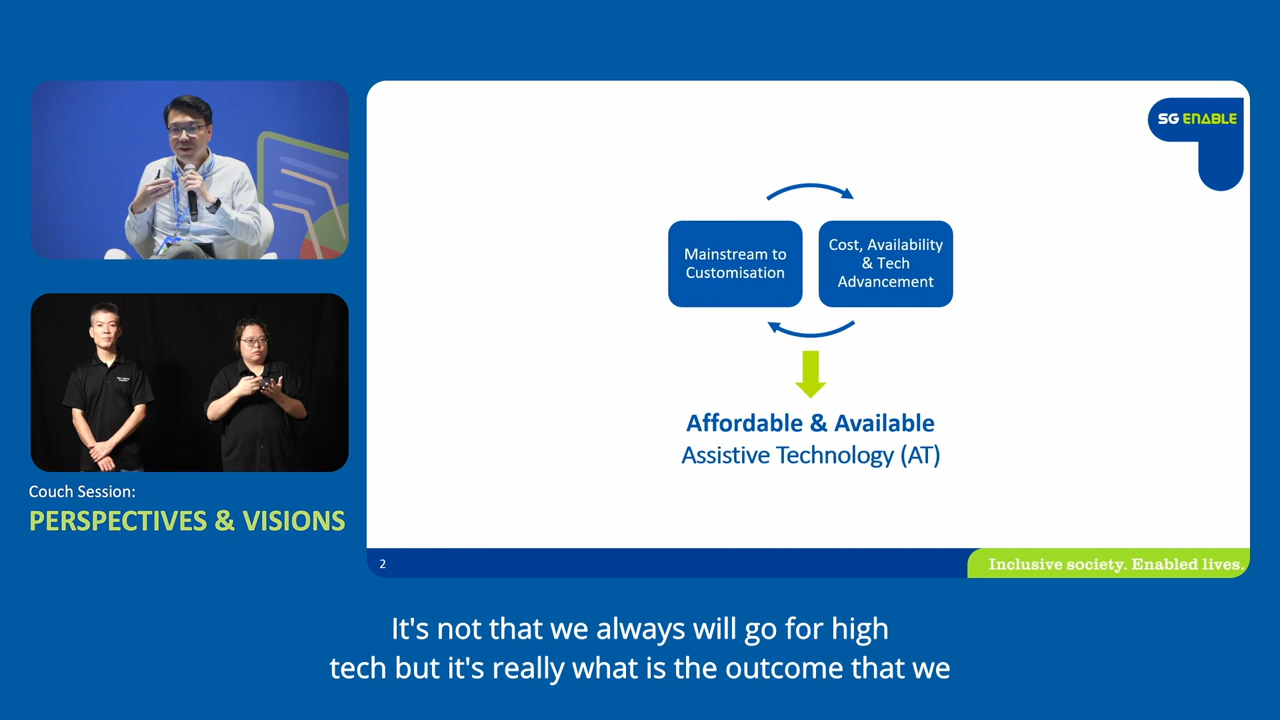 SG ENABLE
Mainstream to
Customisation
Cost, Availability
& Tech
Advancement
Affordable & Available
Assistive Technology (AT)
Couch Session:
PERSPECTIVES & VISIONS
2
Inclusive society. Enabled lives.
It's not that we always will go for high
tech but it's really what is the outcome that we